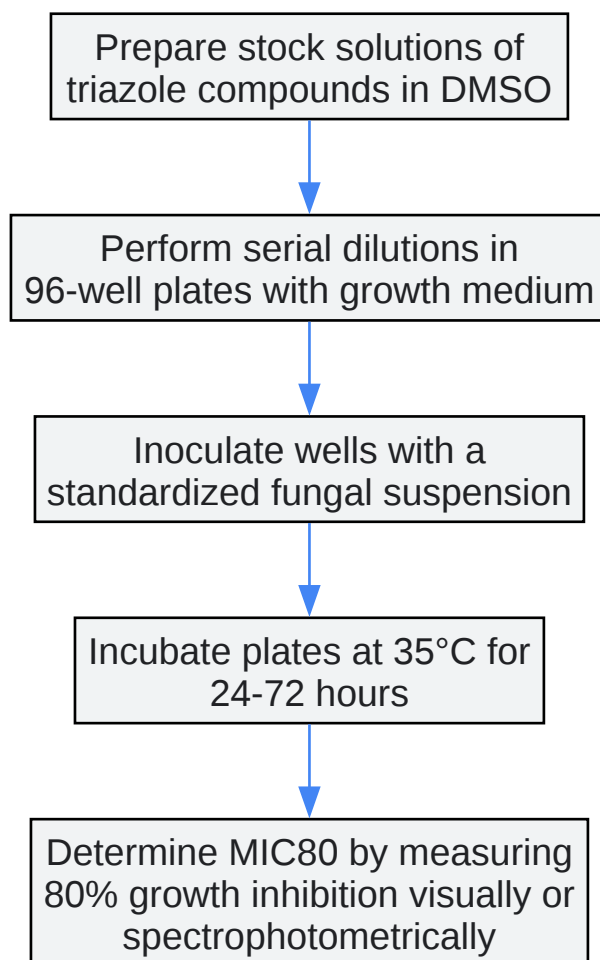 Prepare stock solutions of
triazole compounds in DMSO
Perform serial dilutions in
96-well plates with growth medium
Inoculate wells with a
standardized fungal suspension
Incubate plates at 35°C for
24-72 hours
Determine MIC80 by measuring
80% growth inhibition visually or
spectrophotometrically